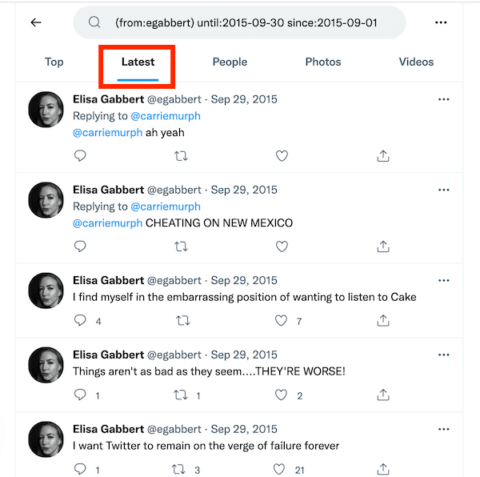 (from:egabbert) until:2015-09-30 since:2015-09-01
Top Latest People Photos Videos
Elisa Gabbert @egabbert · Sep 29, 2015
Replying to @carriemurph
@carriemurph ah yeah
Elisa Gabbert @egabbert · Sep 29, 2015
Replying to @carriemurph
@carriemurph CHEATING ON NEW MEXICO
Elisa Gabbert @egabbert · Sep 29, 2015
I find myself in the embarrassing position of wanting to listen to Cake
4 7
Elisa Gabbert @egabbert · Sep 29, 2015
Things aren't as bad as they seem....THEY'RE WORSE!
1 1 2
Elisa Gabbert @egabbert · Sep 29, 2015
I want Twitter to remain on the verge of failure forever
1 3 21